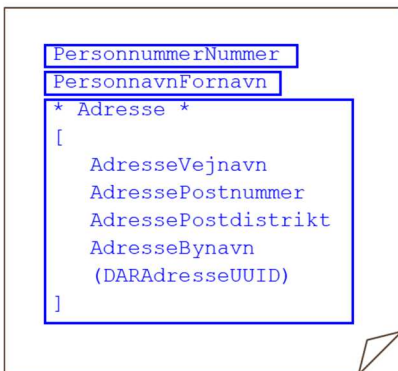 PersonnummerNummer
PersonnavnFornavn
* Adresse *
[
AdresseVejnavn
AdressePostnummer
AdressePostdistrikt
AdresseBynavn
(DARAdresseUUID)
]